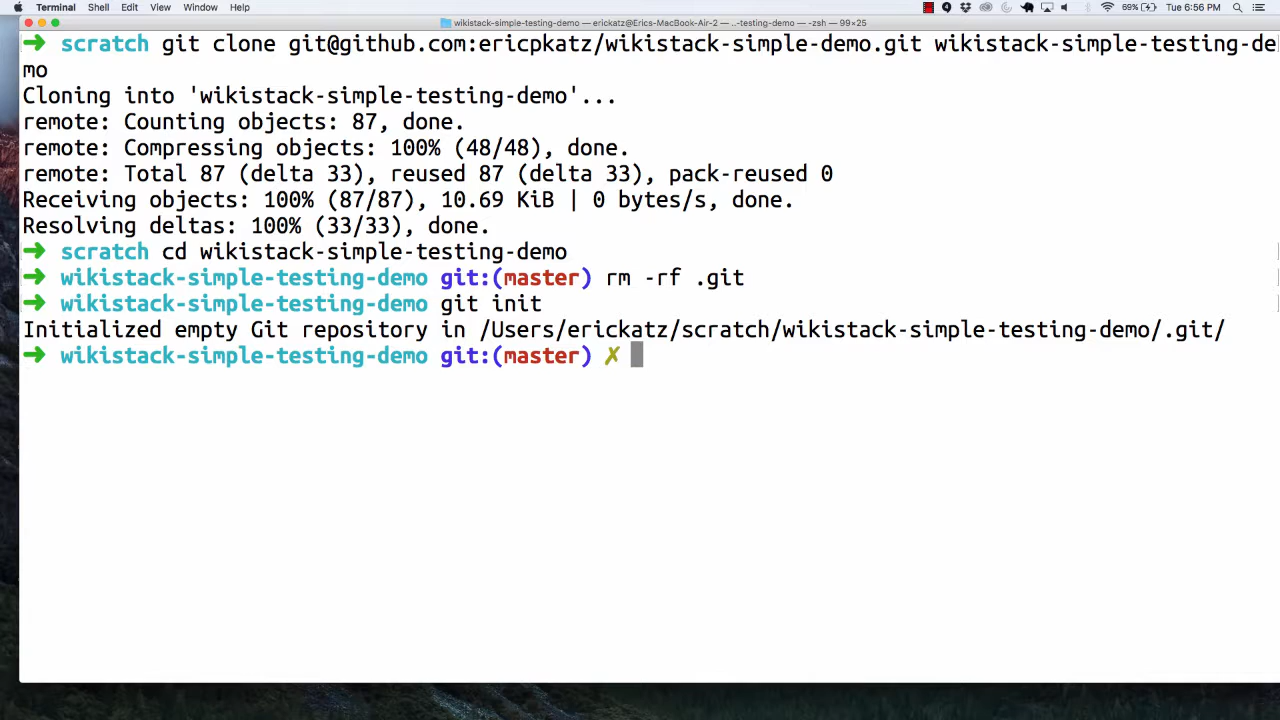 Terminal Shell Edit View Window Help 69% Tue 6:56 PM
wikistack-simple-testing-demo — erickatz@Erics-MacBook-Air-2 — ..-testing-demo — -zsh — 99×25
➜ scratch git clone git@github.com:ericpkatz/wikistack-simple-demo.git wikistack-simple-testing-de
mo
Cloning into 'wikistack-simple-testing-demo'...
remote: Counting objects: 87, done.
remote: Compressing objects: 100% (48/48), done.
remote: Total 87 (delta 33), reused 87 (delta 33), pack-reused 0
Receiving objects: 100% (87/87), 10.69 KiB | 0 bytes/s, done.
Resolving deltas: 100% (33/33), done.
➜ scratch cd wikistack-simple-testing-demo
➜ wikistack-simple-testing-demo git:(master) rm -rf .git
➜ wikistack-simple-testing-demo git init
Initialized empty Git repository in /Users/erickatz/scratch/wikistack-simple-testing-demo/.git/
➜ wikistack-simple-testing-demo git:(master) ✗